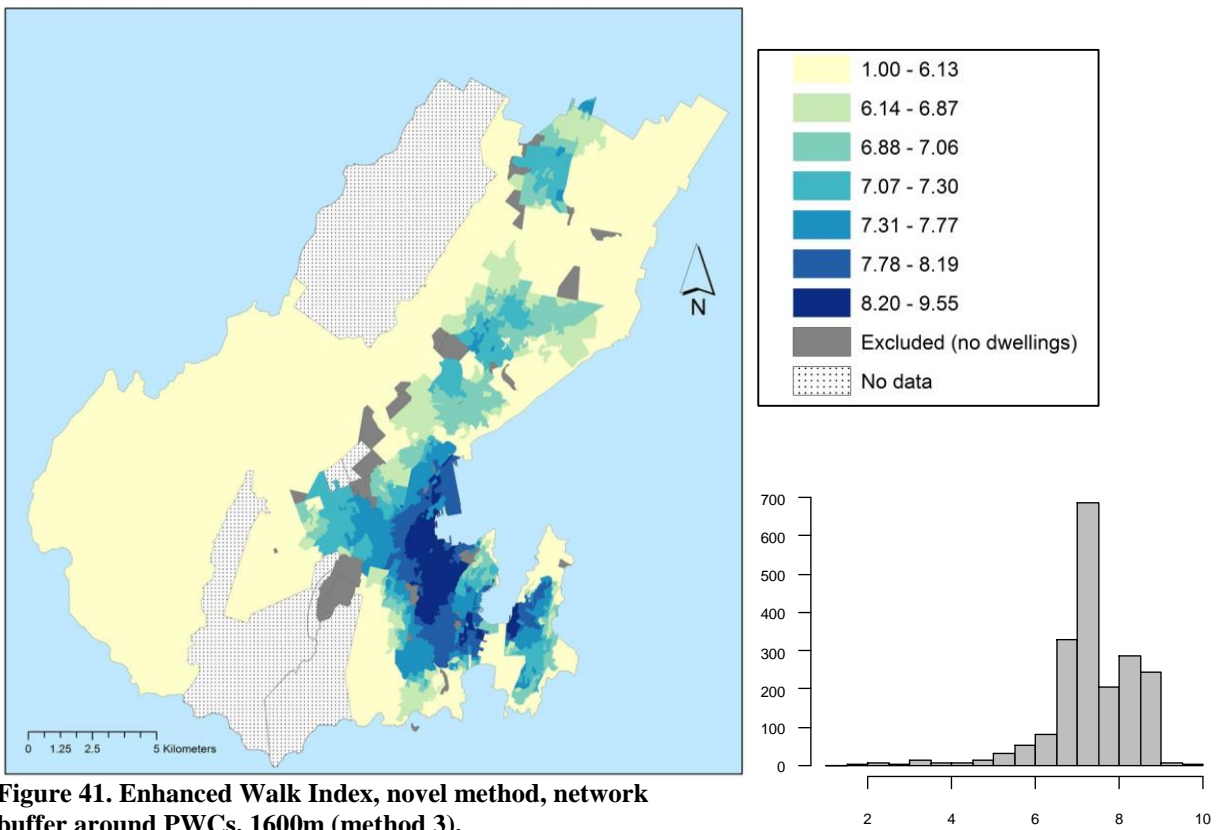 1.00 - 6.13
6.14 - 6.87
6.88 - 7.06
7.07 - 7.30
7.31 - 7.77
7.78 - 8.19
8.20 - 9.55
Excluded (no dwellings)
No data
N
0 1.25 2.5 5 Kilometers
700
600
500
400
300
200
100
0
2 4 6 8 10
Figure 41. Enhanced Walk Index, novel method, network
buffer around PWCs, 1600m (method 3).